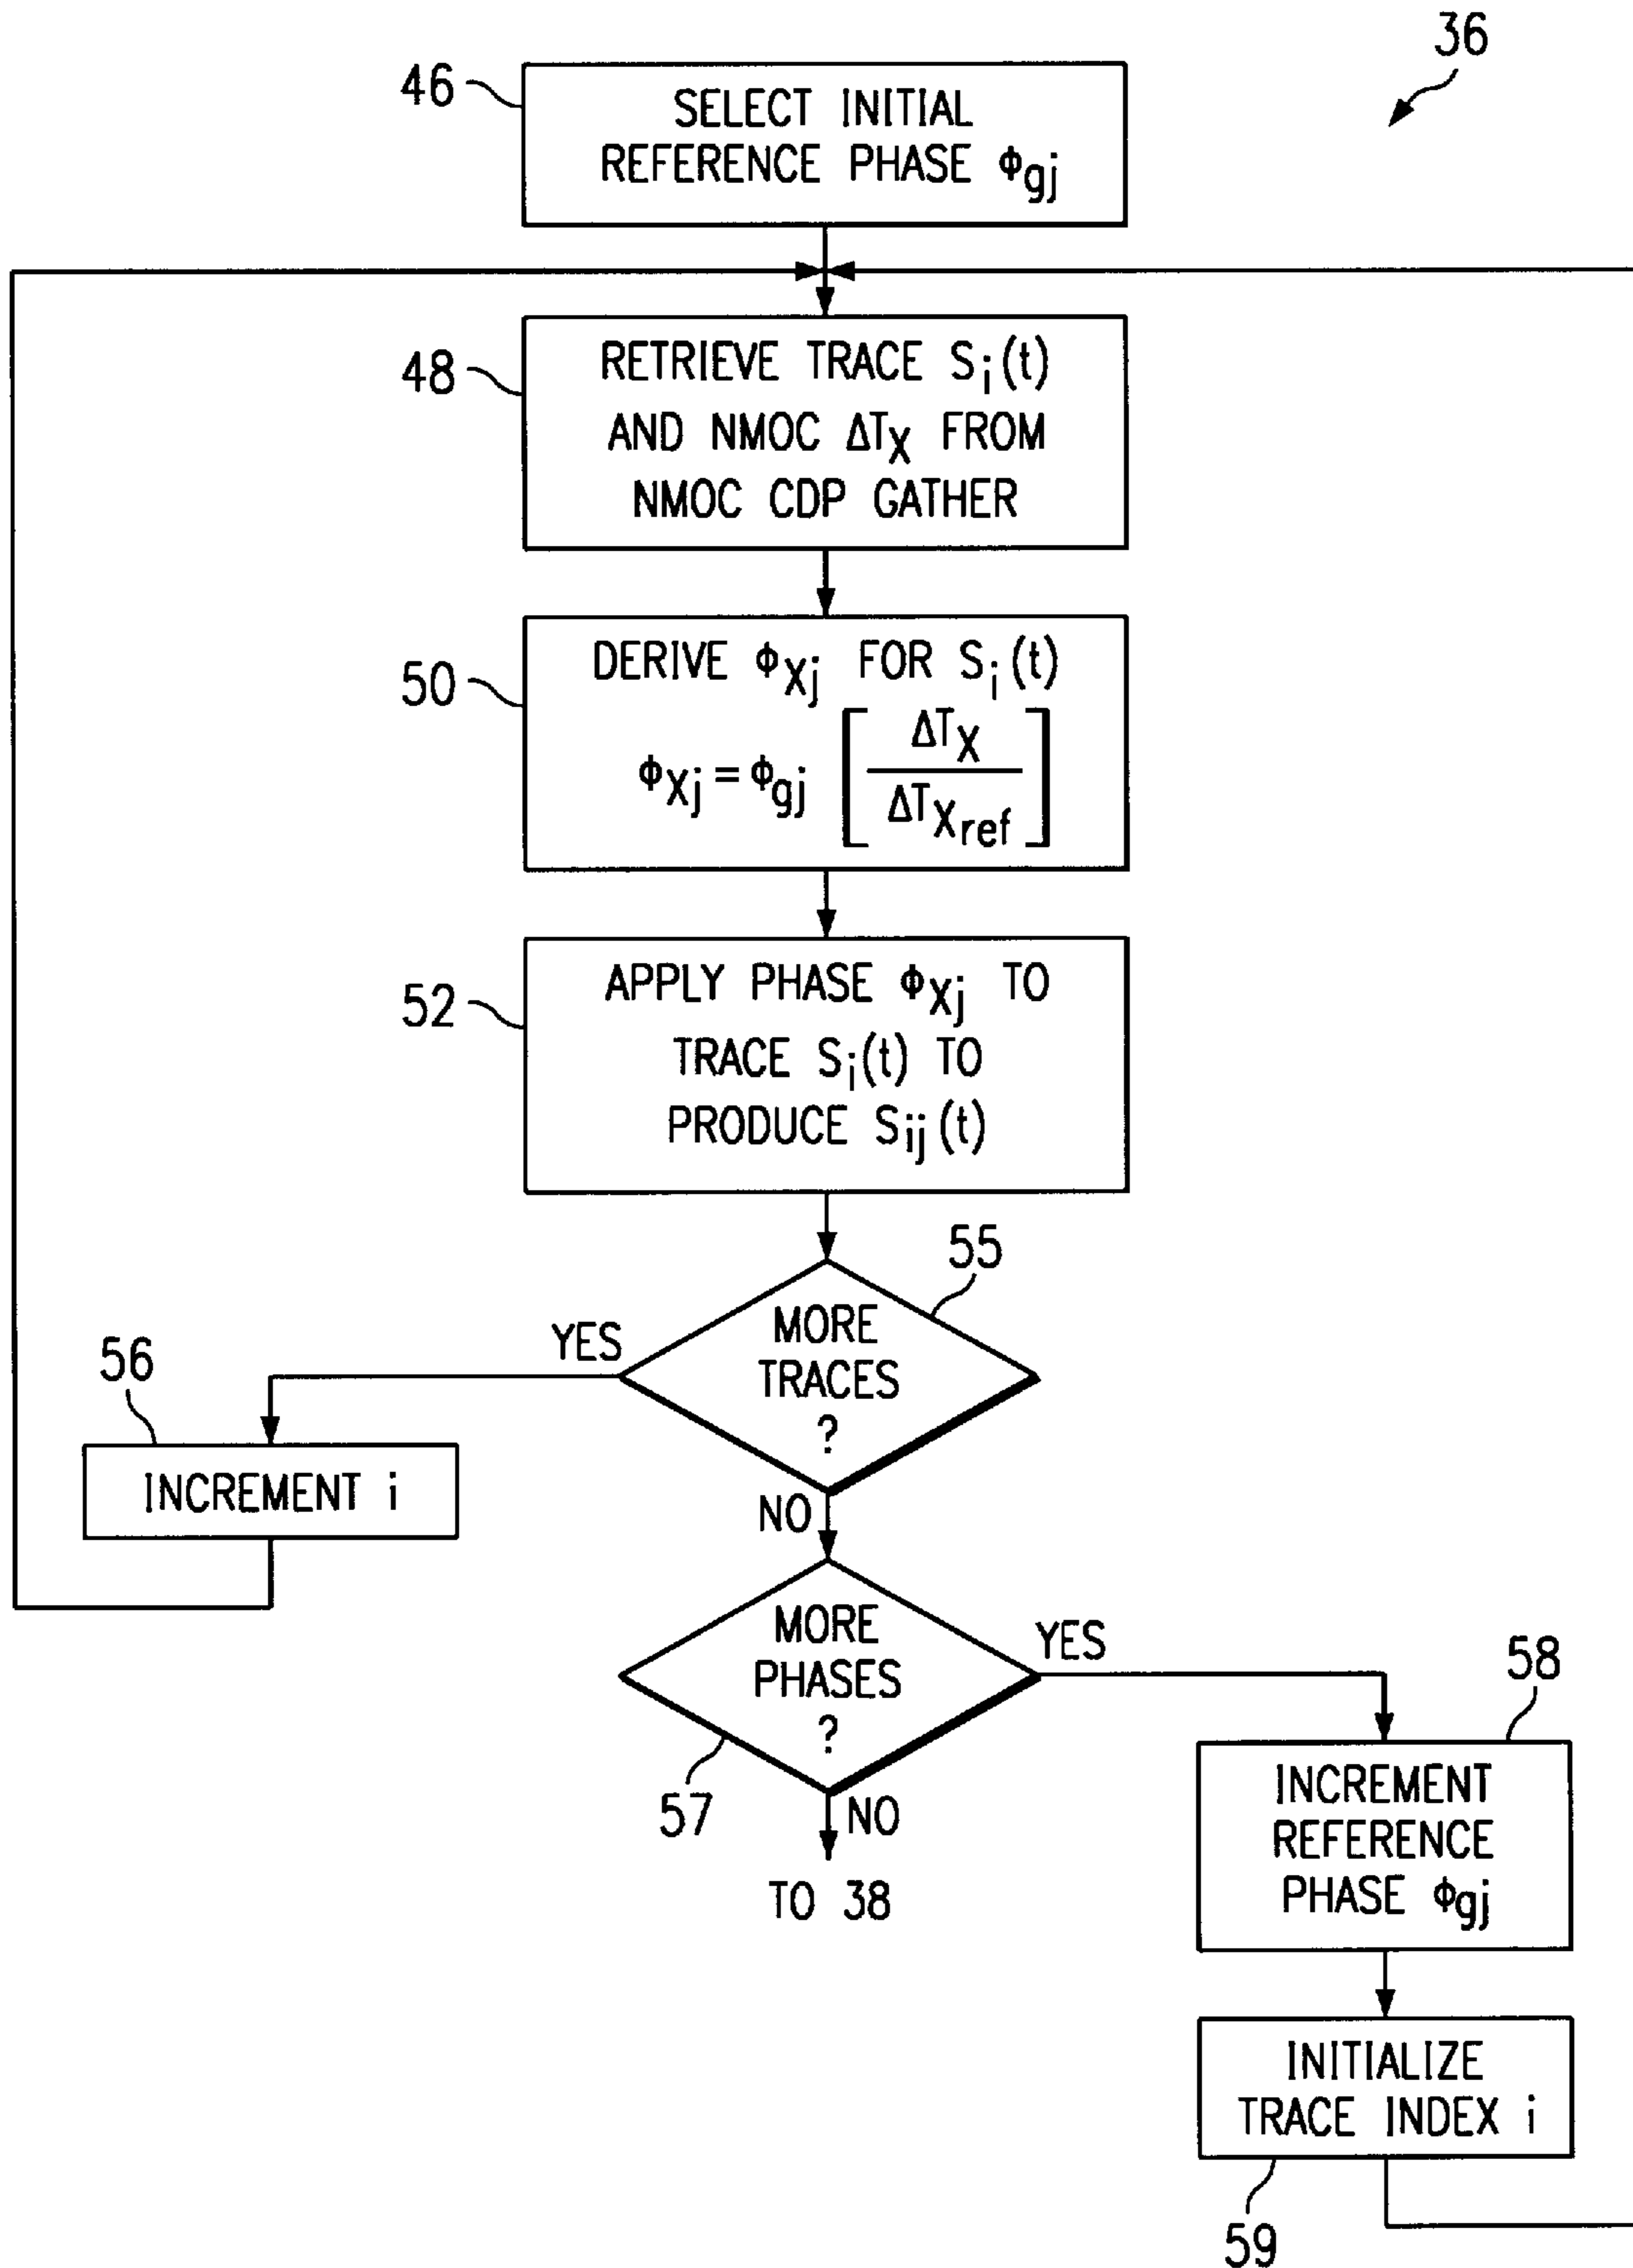 36
46
SELECT INITIAL
REFERENCE PHASE ϕgj
48
RETRIEVE TRACE Si(t)
AND NMOC ΔTX FROM
NMOC CDP GATHER
50
DERIVE ϕXj FOR Si(t)
ϕXj = ϕgj [ΔTX / ΔTXref]
52
APPLY PHASE ϕXj TO
TRACE Si(t) TO
PRODUCE Sij(t)
55
MORE
TRACES
?
YES
56
INCREMENT i
NO
MORE
PHASES
?
YES
57
NO
TO 38
58
INCREMENT
REFERENCE
PHASE ϕgj
INITIALIZE
TRACE INDEX i
59